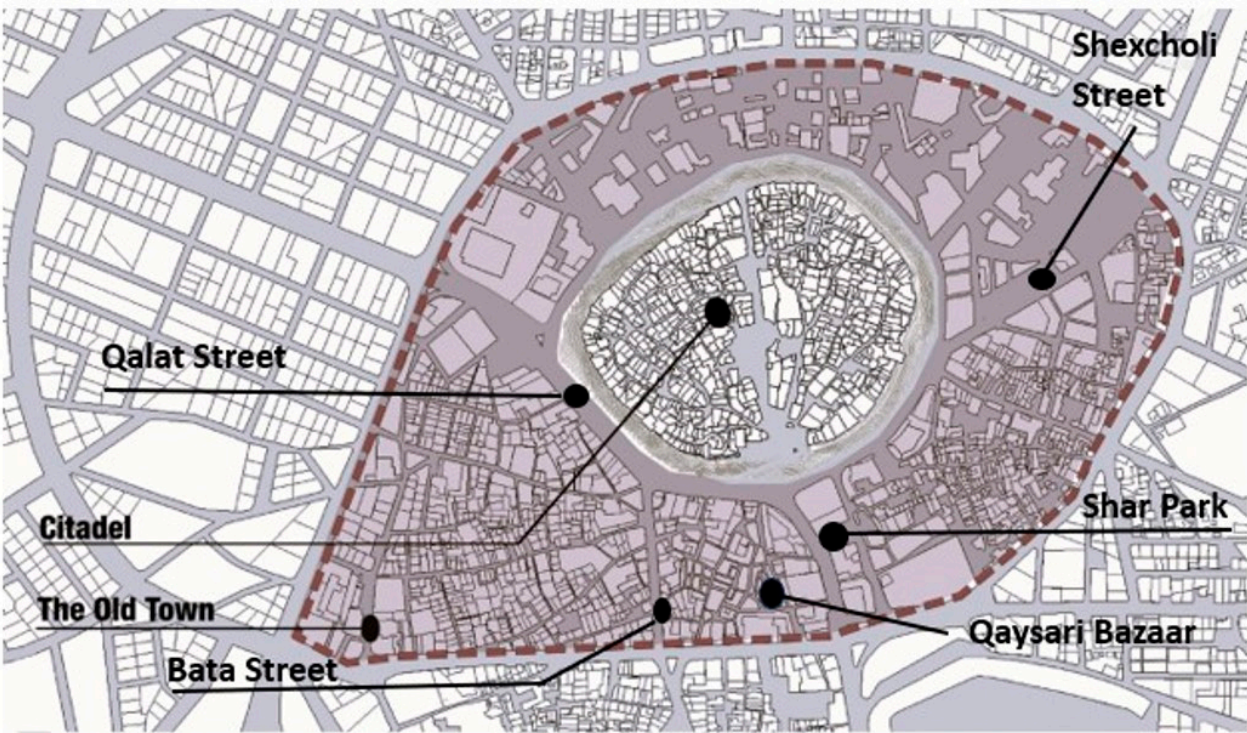 Shexcholi
Street
Qalat Street
Citadel
Shar Park
The Old Town
Qaysari Bazaar
Bata Street